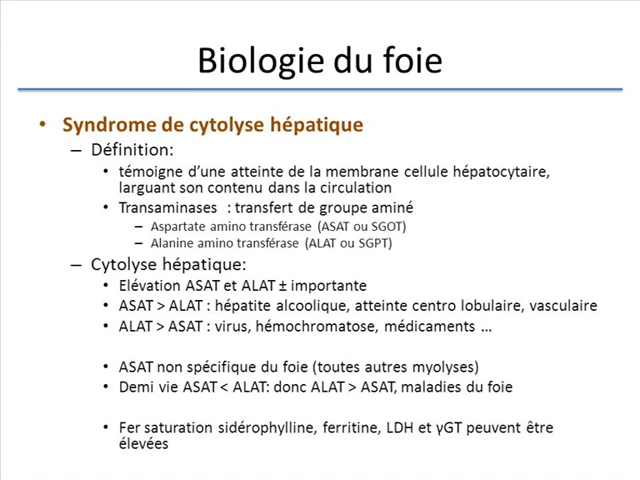 Biologie du foie
• Syndrome de cytolyse hépatique
– Définition:
• témoigne d'une atteinte de la membrane cellule hépatocytaire,
larguant son contenu dans la circulation
• Transaminases : transfert de groupe aminé
– Aspartate amino transférase (ASAT ou SGOT)
– Alanine amino transférase (ALAT ou SGPT)
– Cytolyse hépatique:
• Elévation ASAT et ALAT ± importante
• ASAT > ALAT : hépatite alcoolique, atteinte centro lobulaire, vasculaire
• ALAT > ASAT : virus, hémochromatose, médicaments ...
• ASAT non spécifique du foie (toutes autres myolyses)
• Demi vie ASAT < ALAT: donc ALAT > ASAT, maladies du foie
• Fer saturation sidérophylline, ferritine, LDH et γGT peuvent être
élevées